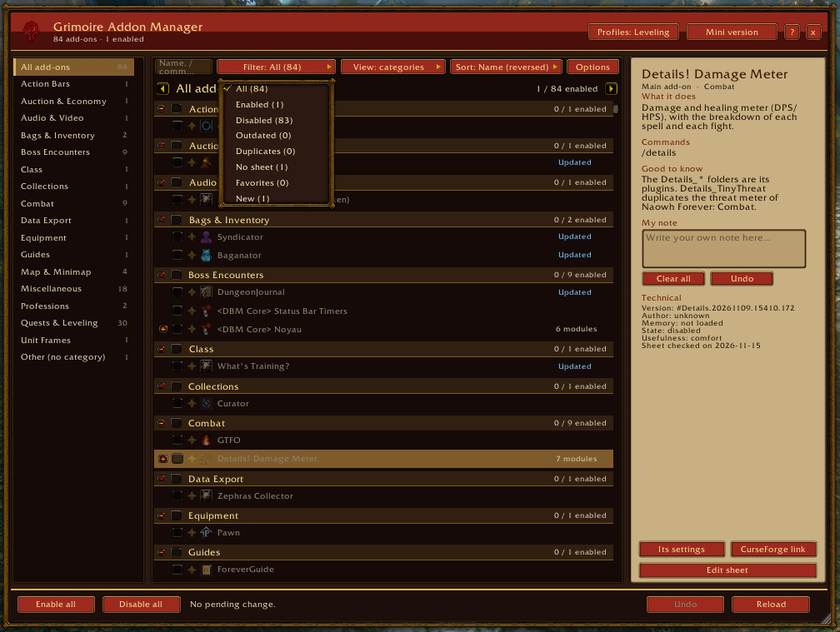 Grimoire Addon Manager
84 add-ons · 1 enabled
Profiles: Leveling
Mini version
?
x
All add-ons 84
Action Bars 1
Auction & Economy 1
Audio & Video 1
Bags & Inventory 2
Boss Encounters 9
Class 1
Collections 1
Combat 9
Data Export 1
Equipment 1
Guides 1
Map & Minimap 4
Miscellaneous 18
Professions 2
Quests & Leveling 30
Unit Frames 1
Other (no category) 1
Name, /
comm...
Filter: All (84)
View: categories
Sort: Name (reversed)
Options
All add
1 / 84 enabled
All (84)
Enabled (1)
Disabled (83)
Outdated (0)
Duplicates (0)
No sheet (1)
Favorites (0)
New (1)
Action
0 / 1 enabled
Auctio
0 / 1 enabled
Updated
Audio
0 / 1 enabled
en)
Bags & Inventory 0 / 2 enabled
Syndicator Updated
Baganator Updated
Boss Encounters 0 / 9 enabled
DungeonJournal Updated
<DBM Core> Status Bar Timers
<DBM Core> Noyau 6 modules
Class 0 / 1 enabled
What's Training? Updated
Collections 0 / 1 enabled
Curator
Combat 0 / 9 enabled
GTFO
Details! Damage Meter 7 modules
Data Export 0 / 1 enabled
Zephras Collector
Equipment 0 / 1 enabled
Pawn
Guides 0 / 1 enabled
ForeverGuide
Details! Damage Meter
Main add-on · Combat
What it does
Damage and healing meter (DPS/
HPS), with the breakdown of each
spell and each fight.
Commands
/details
Good to know
The Details_* folders are its
plugins. Details_TinyThreat
duplicates the threat meter of
Naowh Forever: Combat.
My note
Write your own note here...
Clear all
Undo
Technical
Version: #Details.20261109.15410.172
Author: unknown
Memory: not loaded
State: disabled
Usefulness: comfort
Sheet checked on 2026-11-15
Its settings
CurseForge link
Edit sheet
Enable all
Disable all
No pending change.
Undo
Reload